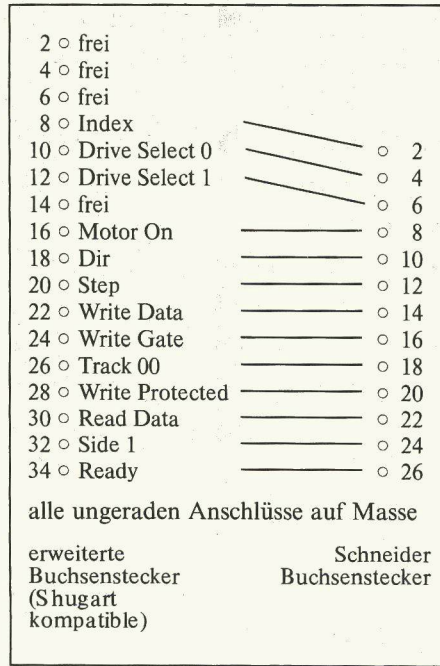 2 ○ frei
4 ○ frei
6 ○ frei
8 ○ Index
10 ○ Drive Select 0 ○ 2
12 ○ Drive Select 1 ○ 4
14 ○ frei ○ 6
16 ○ Motor On ○ 8
18 ○ Dir ○ 10
20 ○ Step ○ 12
22 ○ Write Data ○ 14
24 ○ Write Gate ○ 16
26 ○ Track 00 ○ 18
28 ○ Write Protected ○ 20
30 ○ Read Data ○ 22
32 ○ Side 1 ○ 24
34 ○ Ready ○ 26
alle ungeraden Anschlüsse auf Masse
erweiterte Schneider
Buchsenstecker Buchsenstecker
(Shugart
kompatible)